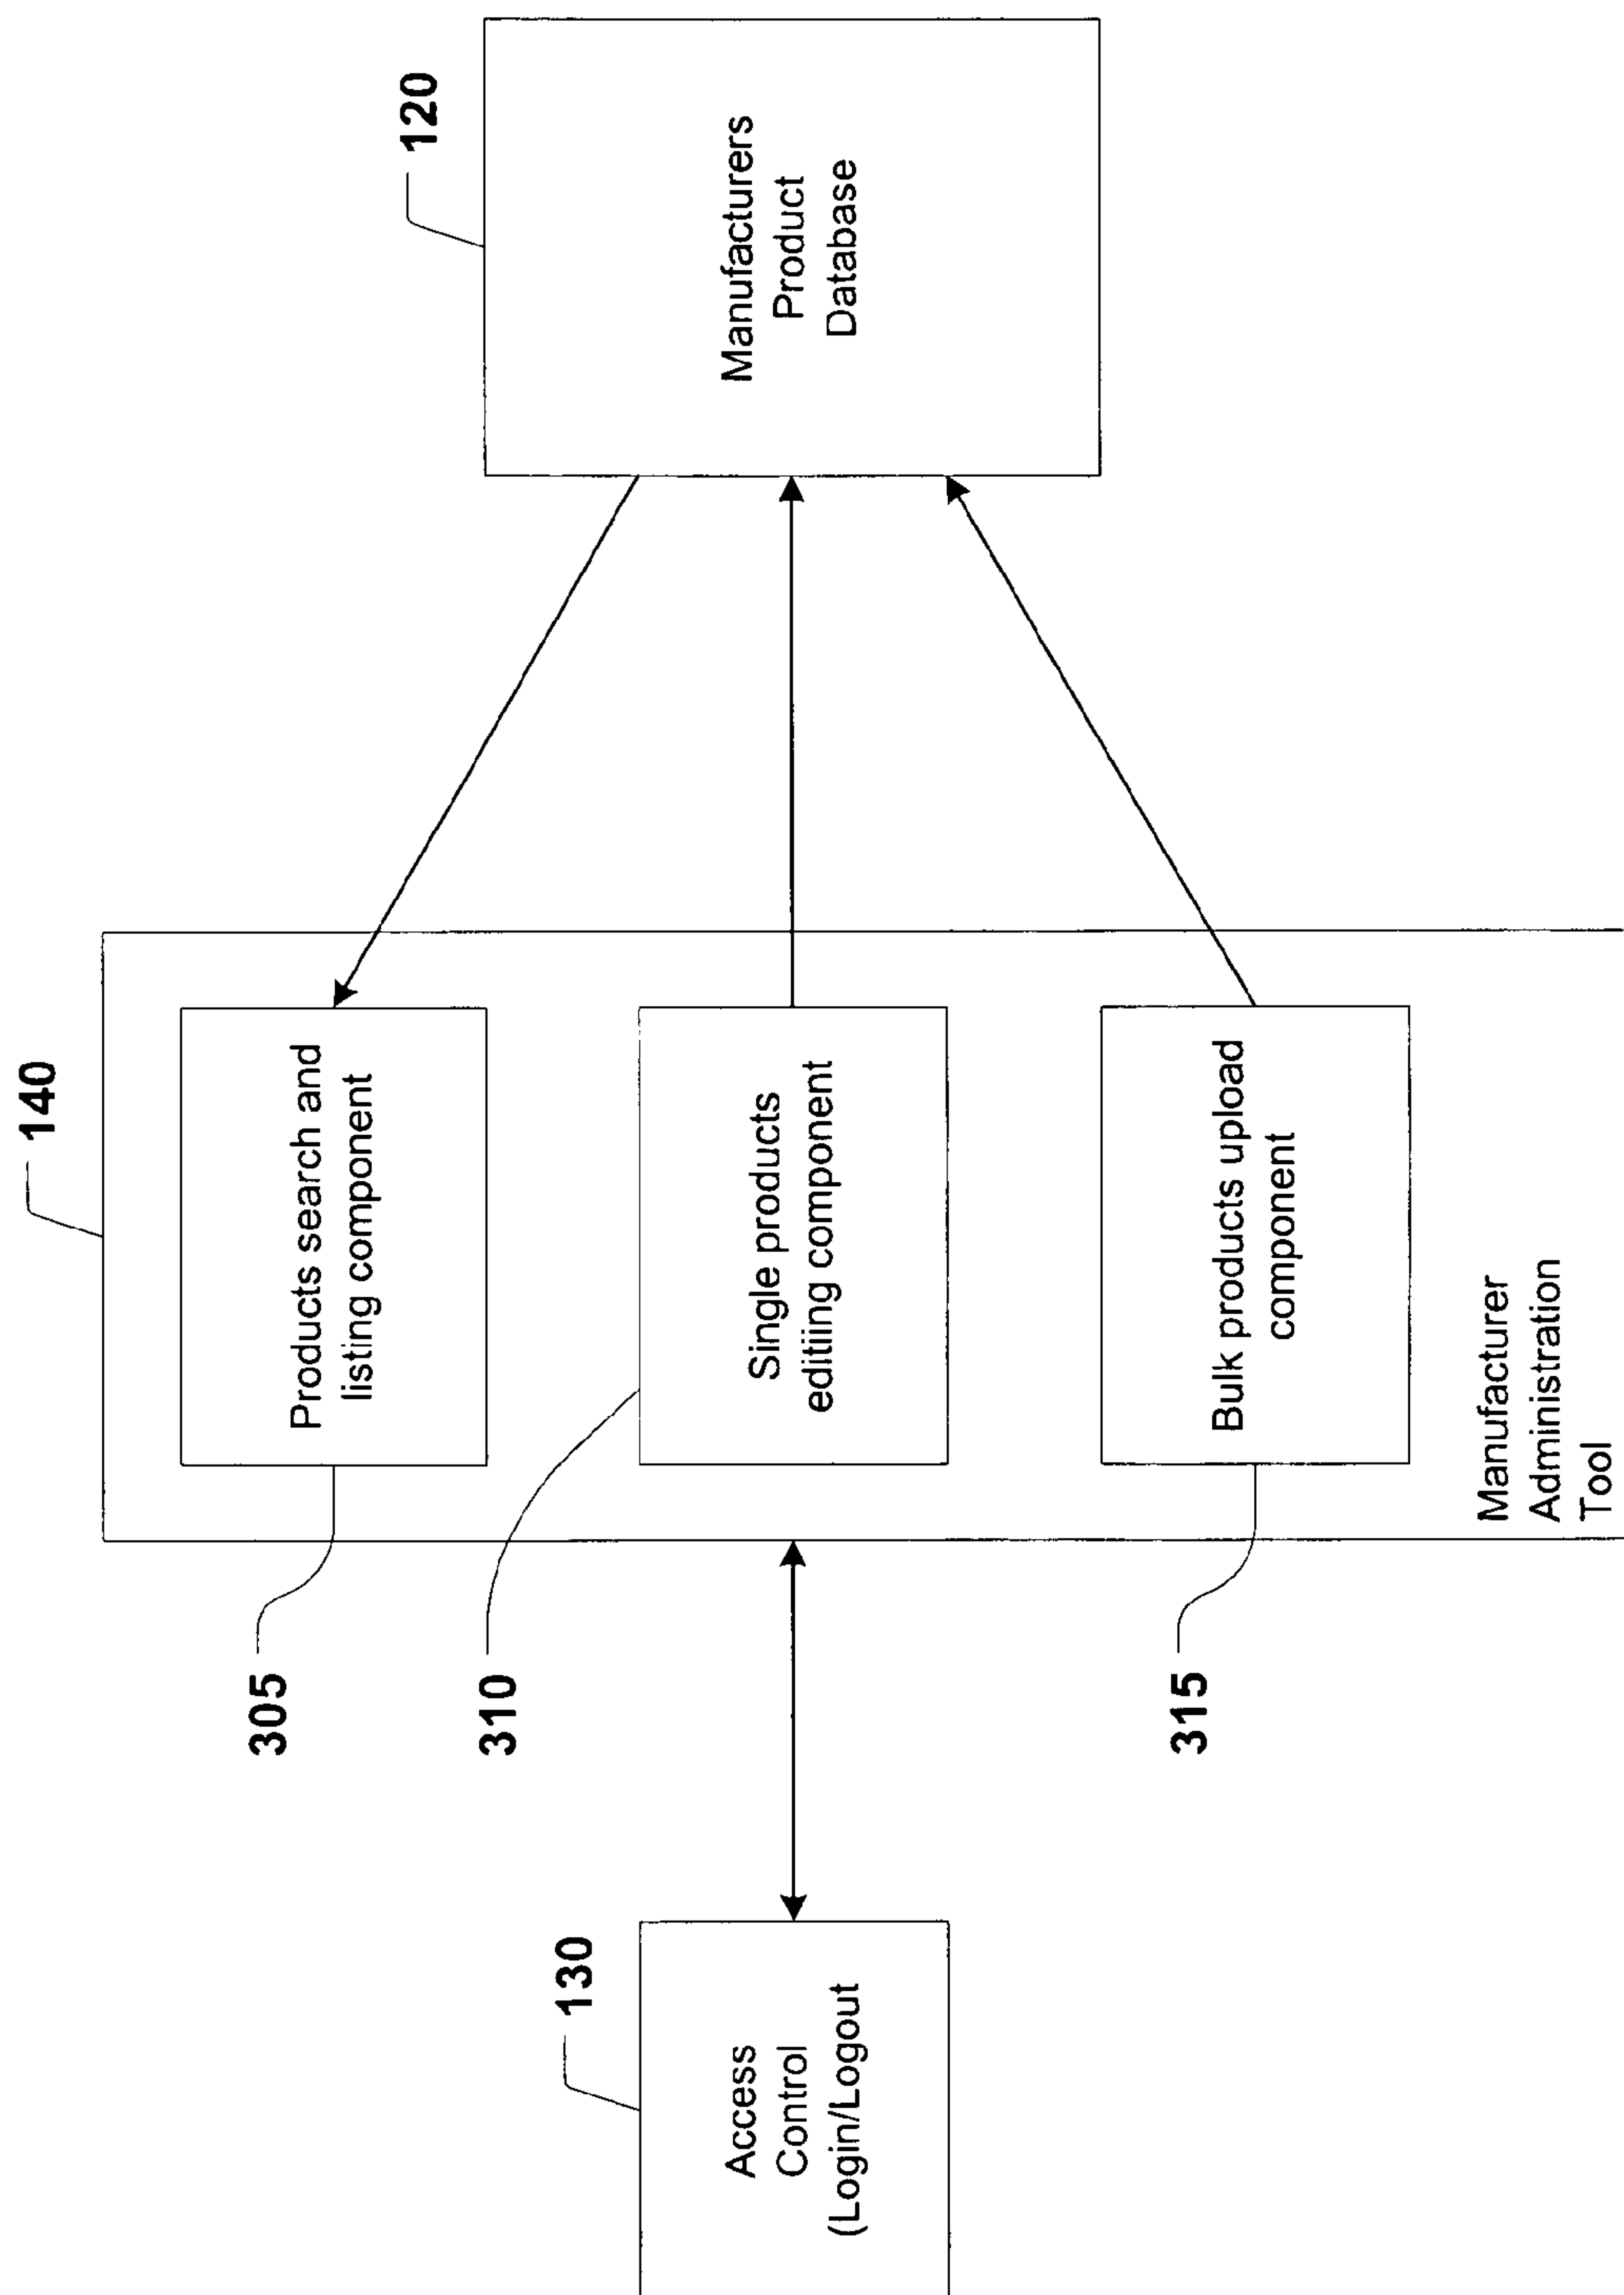 140
120
Products search and
listing component
305
Manufacturers
Product
Database
130
310
Single products
editiing component
Access
Control
(Login/Logout
315
Bulk products upload
component
Manufacturer
Administration
Tool